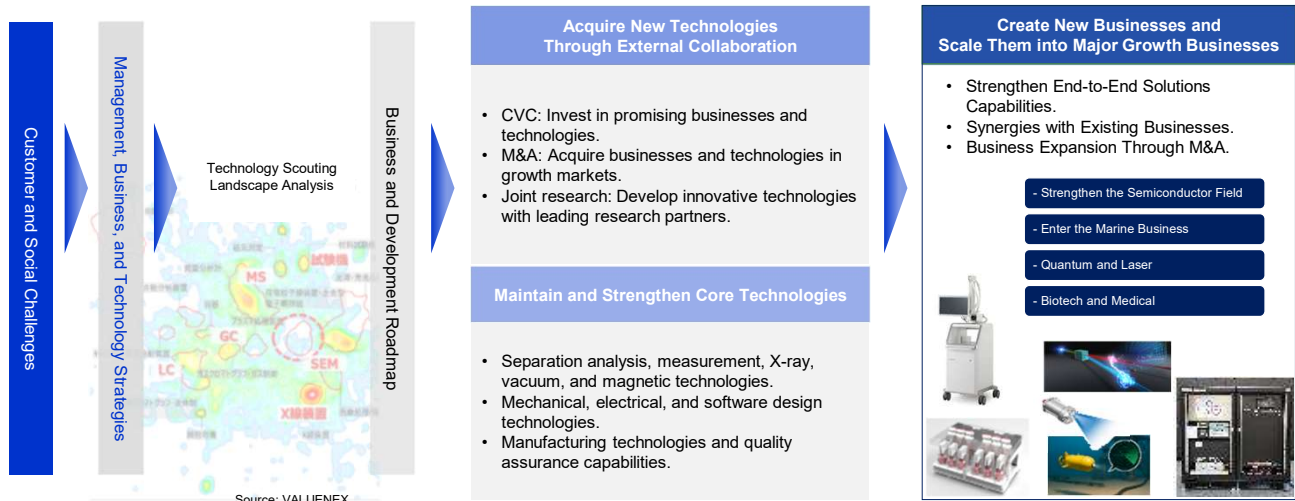 Customer and Social Challenges
Management, Business, and Technology Strategies
Technology Scouting
Landscape Analysis
MS
試験機
GC
LC
SEM
X線装置
Source: VALUENEX
Business and Development Roadmap
Acquire New Technologies
Through External Collaboration
• CVC: Invest in promising businesses and
technologies.
• M&A: Acquire businesses and technologies in
growth markets.
• Joint research: Develop innovative technologies
with leading research partners.
Maintain and Strengthen Core Technologies
• Separation analysis, measurement, X-ray,
vacuum, and magnetic technologies.
• Mechanical, electrical, and software design
technologies.
• Manufacturing technologies and quality
assurance capabilities.
Create New Businesses and
Scale Them into Major Growth Businesses
• Strengthen End-to-End Solutions
Capabilities.
• Synergies with Existing Businesses.
• Business Expansion Through M&A.
- Strengthen the Semiconductor Field
- Enter the Marine Business
- Quantum and Laser
- Biotech and Medical